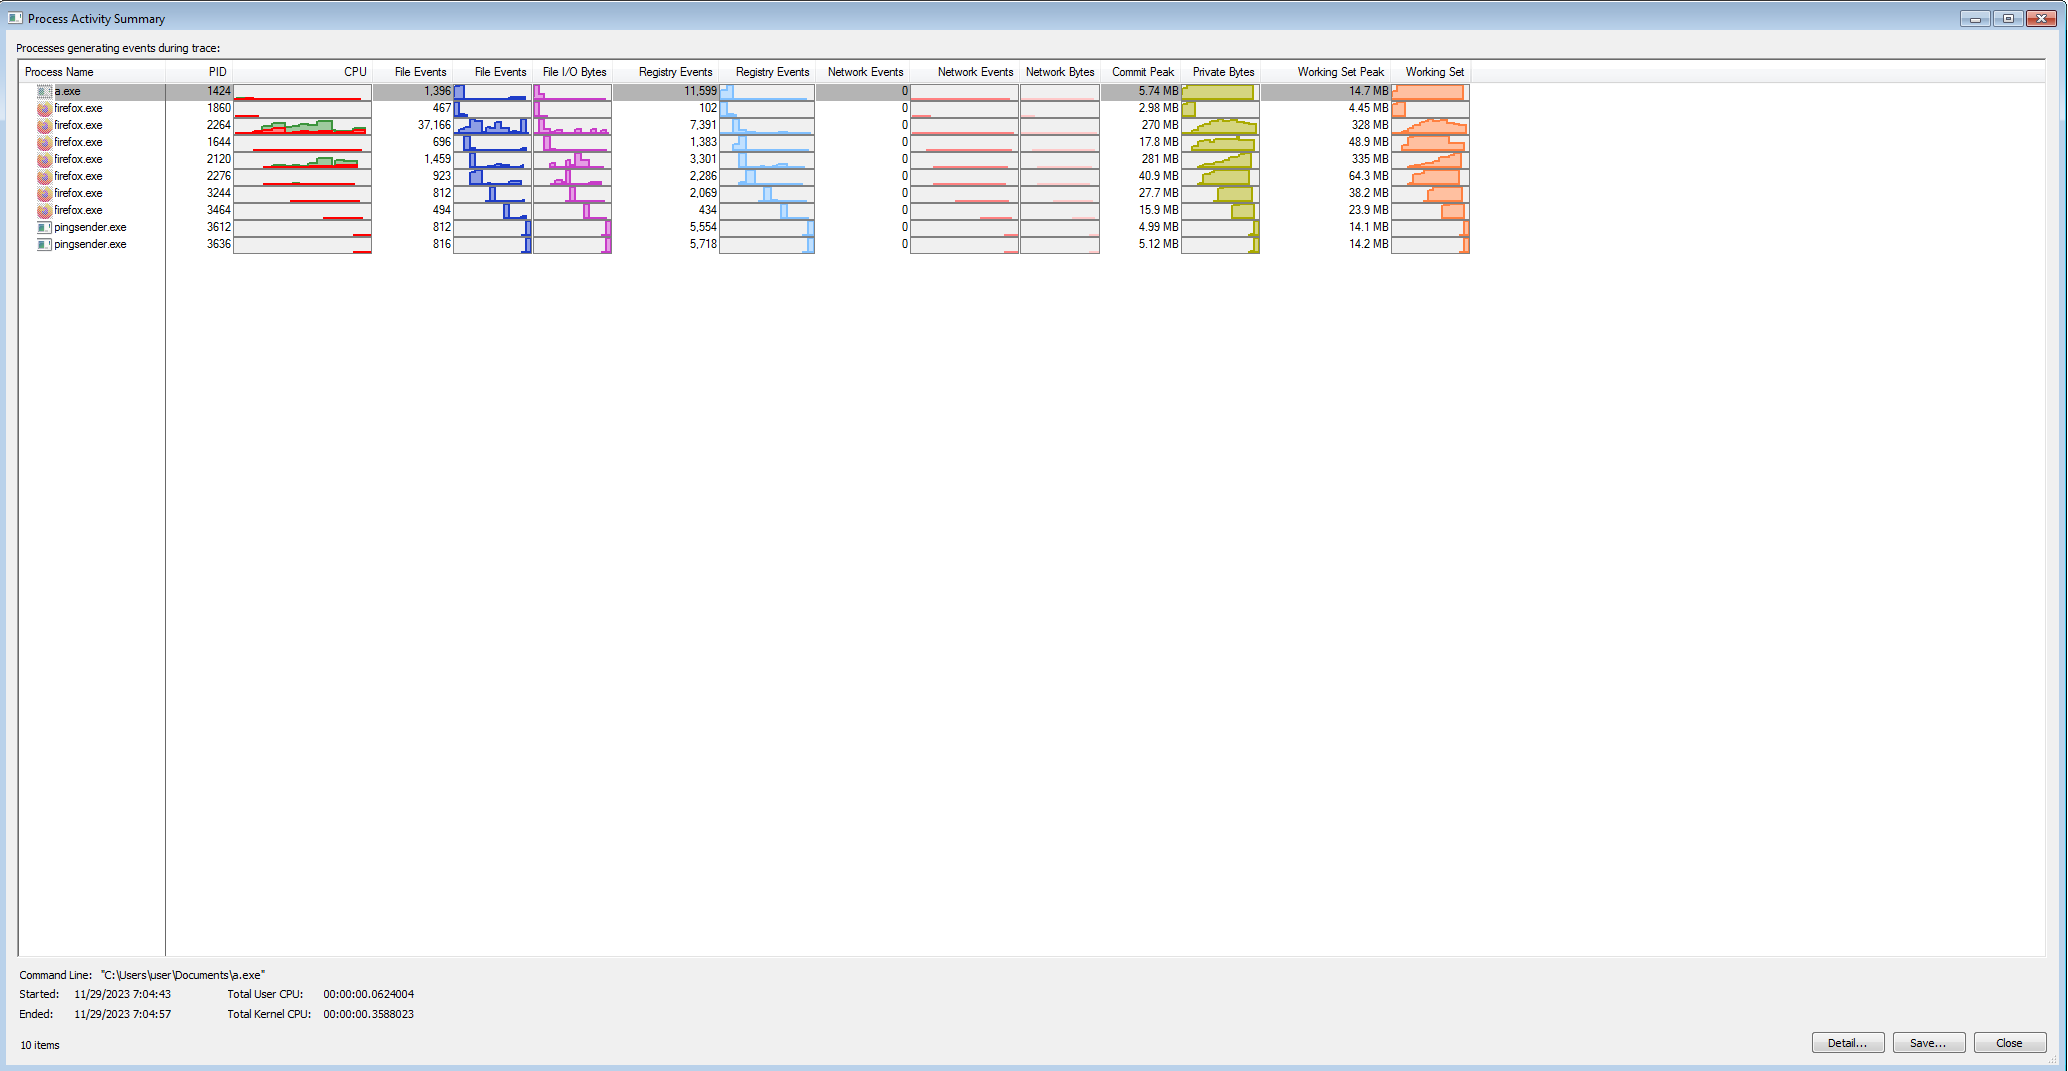 Process Activity Summary
Processes generating events during trace:
Process Name PID CPU File Events File Events File I/O Bytes Registry Events Registry Events Network Events Network Events Network Bytes Commit Peak Private Bytes Working Set Peak Working Set
a.exe 1424 1,396 11,599 0 5.74 MB 14.7 MB
firefox.exe 1860 467 102 0 2.98 MB 4.45 MB
firefox.exe 2264 37,166 7,391 0 270 MB 328 MB
firefox.exe 1644 696 1,383 0 17.8 MB 48.9 MB
firefox.exe 2120 1,459 3,301 0 281 MB 335 MB
firefox.exe 2276 923 2,286 0 40.9 MB 64.3 MB
firefox.exe 3244 812 2,069 0 27.7 MB 38.2 MB
firefox.exe 3464 494 434 0 15.9 MB 23.9 MB
pingsender.exe 3612 812 5,554 0 4.99 MB 14.1 MB
pingsender.exe 3636 816 5,718 0 5.12 MB 14.2 MB
Command Line: "C:\Users\user\Documents\a.exe"
Started: 11/29/2023 7:04:43 Total User CPU: 00:00:00.0624004
Ended: 11/29/2023 7:04:57 Total Kernel CPU: 00:00:00.3588023
10 items
Detail... Save... Close